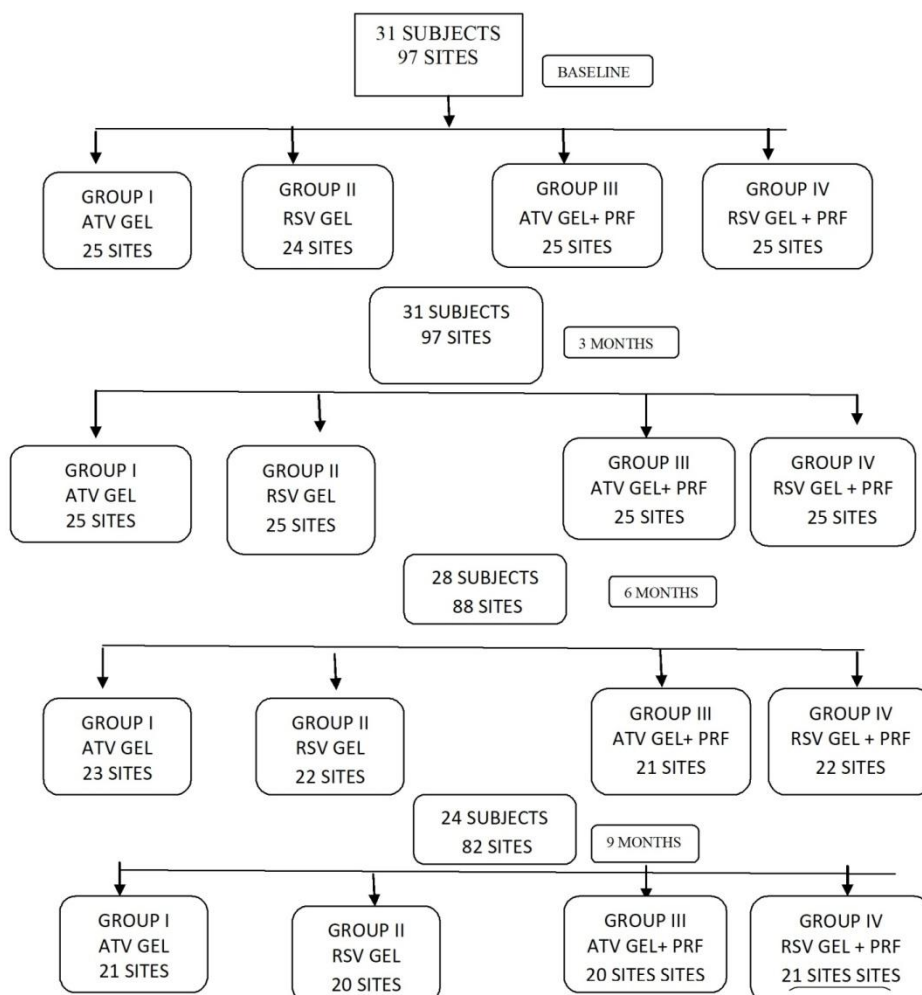 31 SUBJECTS
97 SITES
BASELINE
GROUP I
ATV GEL
25 SITES
GROUP II
RSV GEL
24 SITES
GROUP III
ATV GEL+ PRF
25 SITES
GROUP IV
RSV GEL + PRF
25 SITES
31 SUBJECTS
97 SITES
3 MONTHS
GROUP I
ATV GEL
25 SITES
GROUP II
RSV GEL
25 SITES
GROUP III
ATV GEL+ PRF
25 SITES
GROUP IV
RSV GEL + PRF
25 SITES
28 SUBJECTS
88 SITES
6 MONTHS
GROUP I
ATV GEL
23 SITES
GROUP II
RSV GEL
22 SITES
GROUP III
ATV GEL+ PRF
21 SITES
GROUP IV
RSV GEL + PRF
22 SITES
24 SUBJECTS
82 SITES
9 MONTHS
GROUP I
ATV GEL
21 SITES
GROUP II
RSV GEL
20 SITES
GROUP III
ATV GEL+ PRF
20 SITES SITES
GROUP IV
RSV GEL + PRF
21 SITES SITES